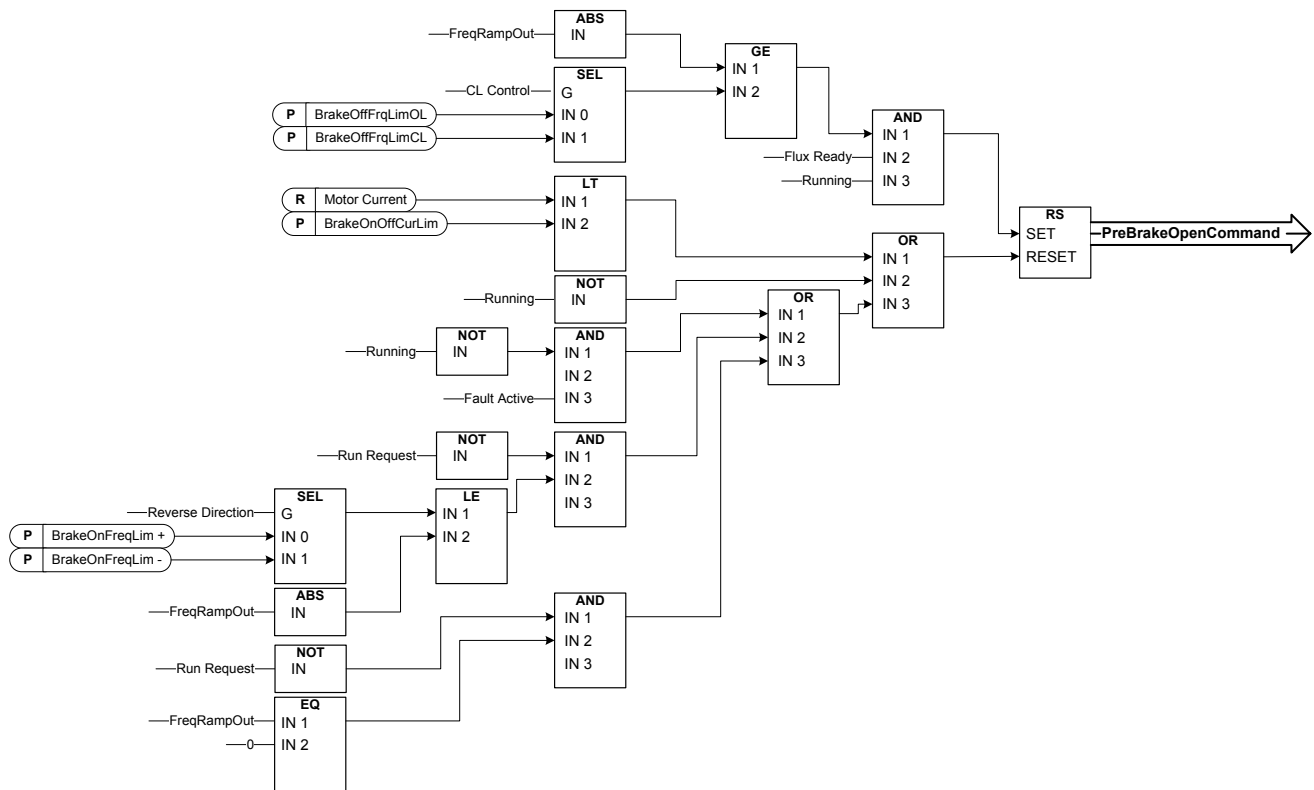 ABS
FreqRampOut
IN
GE
IN 1
IN 2
SEL
CL Control
G
P BrakeOffFrqLimOL
IN 0
P BrakeOffFrqLimCL
IN 1
AND
IN 1
Flux Ready
IN 2
Running
IN 3
LT
R Motor Current
IN 1
P BrakeOnOffCurLim
IN 2
RS
SET
RESET
PreBrakeOpenCommand
OR
IN 1
IN 2
IN 3
NOT
Running
IN
OR
IN 1
IN 2
IN 3
NOT
Running
IN
AND
IN 1
IN 2
Fault Active
IN 3
NOT
Run Request
IN
AND
IN 1
IN 2
IN 3
SEL
Reverse Direction
G
P BrakeOnFreqLim +
IN 0
P BrakeOnFreqLim -
IN 1
LE
IN 1
IN 2
ABS
FreqRampOut
IN
AND
IN 1
IN 2
IN 3
NOT
Run Request
IN
EQ
FreqRampOut
IN 1
0
IN 2